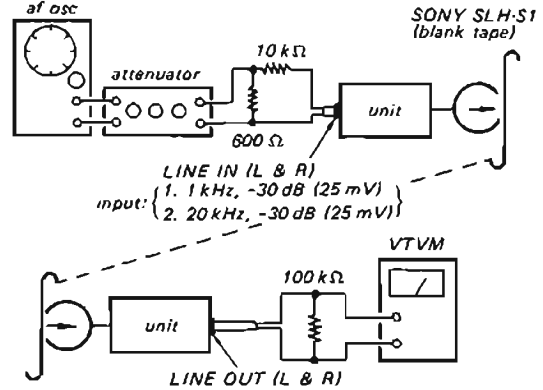 af osc
SONY SLH-S1
(blank tape)
attenuator
10 kΩ
600 Ω
unit
LINE IN (L & R)
input: { 1. 1 kHz, -30 dB (25 mV)
2. 20 kHz, -30 dB (25 mV) }
VTVM
100 kΩ
unit
LINE OUT (L & R)